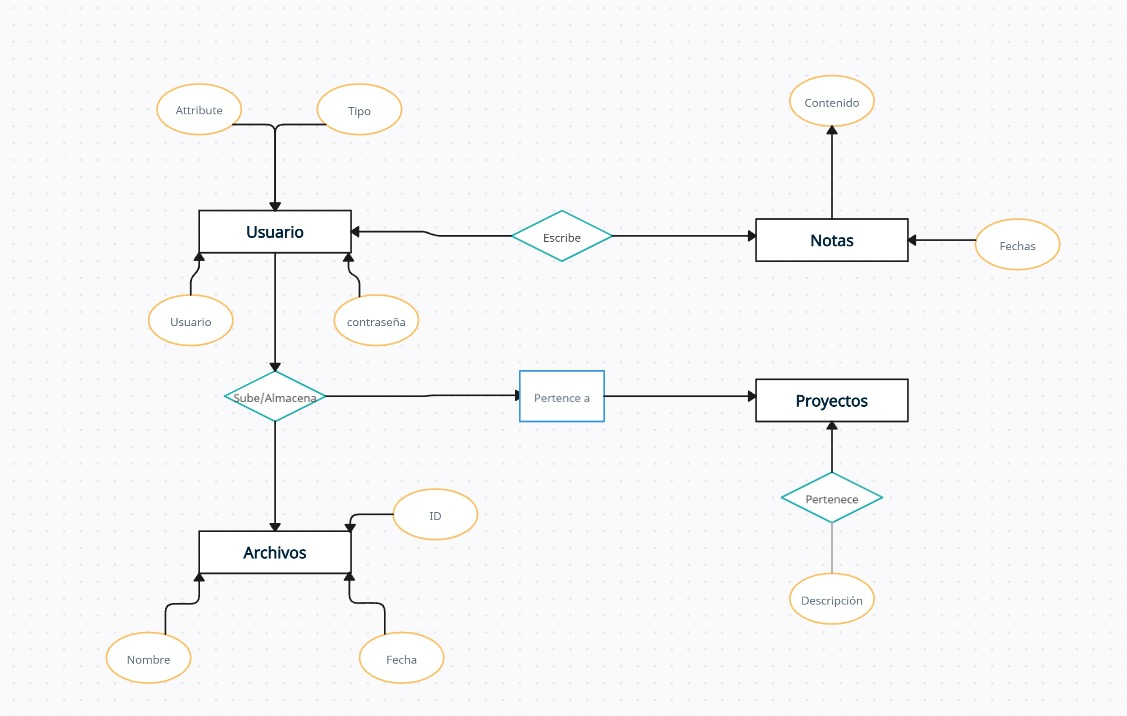 Attribute
Tipo
Contenido
Usuario
Escribe
Notas
Fechas
Usuario
contraseña
Sube/Almacena
Pertence a
Proyectos
Pertenece
ID
Archivos
Descripción
Nombre
Fecha